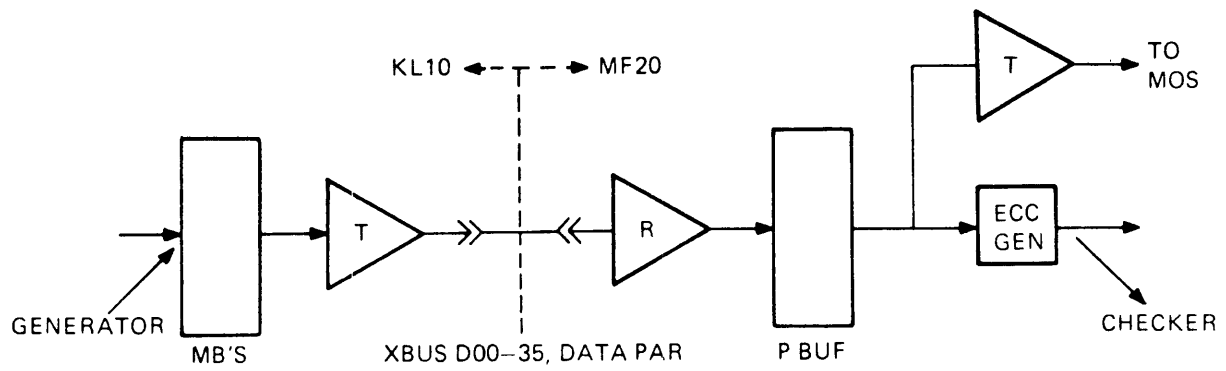 KL10 MF20
T
TO
MOS
T
R
ECC
GEN
GENERATOR
MB'S
XBUS D00–35, DATA PAR
P BUF
CHECKER